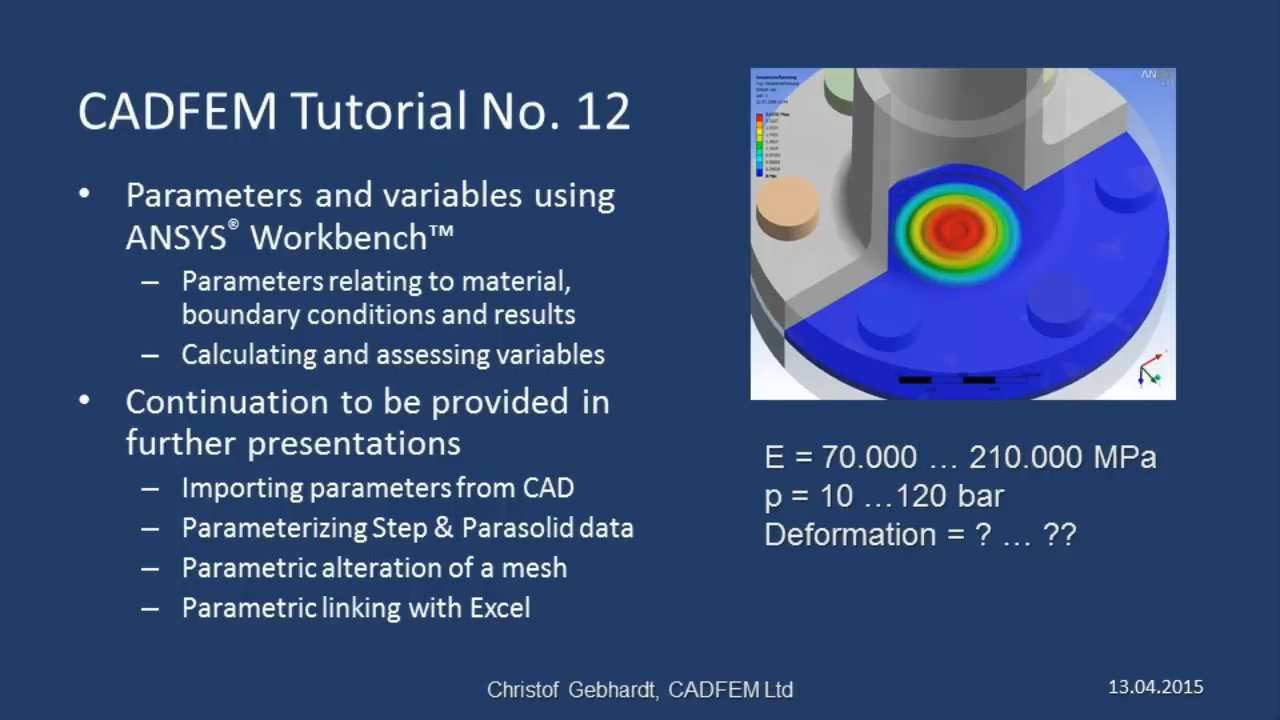 CADFEM Tutorial No. 12
• Parameters and variables using
ANSYS® Workbench™
– Parameters relating to material,
boundary conditions and results
– Calculating and assessing variables
• Continuation to be provided in
further presentations
– Importing parameters from CAD
– Parameterizing Step & Parasolid data
– Parametric alteration of a mesh
– Parametric linking with Excel
E = 70.000 … 210.000 MPa
p = 10 …120 bar
Deformation = ? … ??
Christof Gebhardt, CADFEM Ltd
13.04.2015